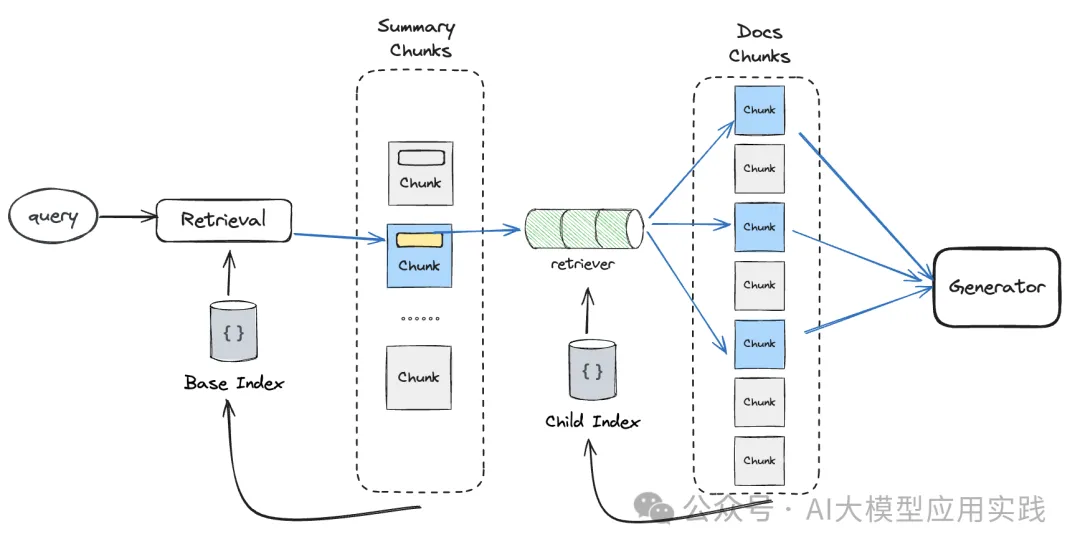 Summary
Chunks
Docs
Chunks
query
Retrieval
{ }
Base Index
Chunk
Chunk
......
Chunk
retriever
{ }
Child Index
Chunk
Chunk
Chunk
Chunk
Chunk
Chunk
Chunk
Generator
公众号 · AI大模型应用实践